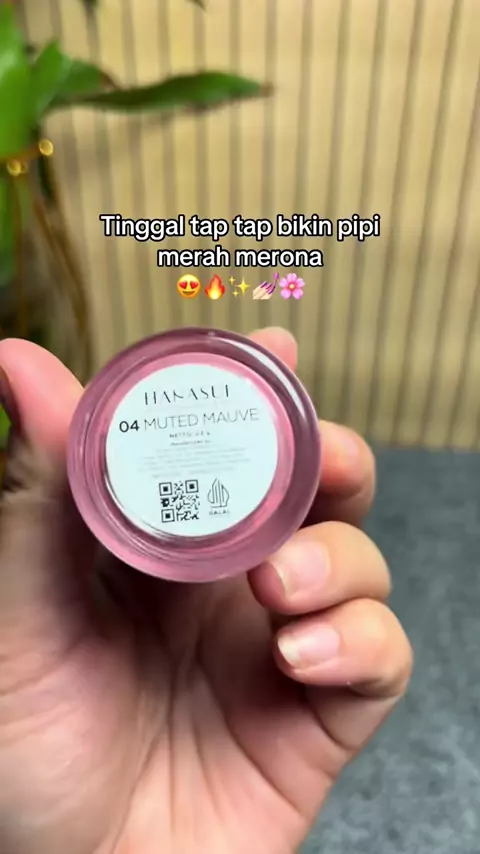 Tinggal tap tap bikin pipi
merah merona
😍🔥✨💅🏻🌸
HANASUI
04 MUTED MAUVE
HALAL